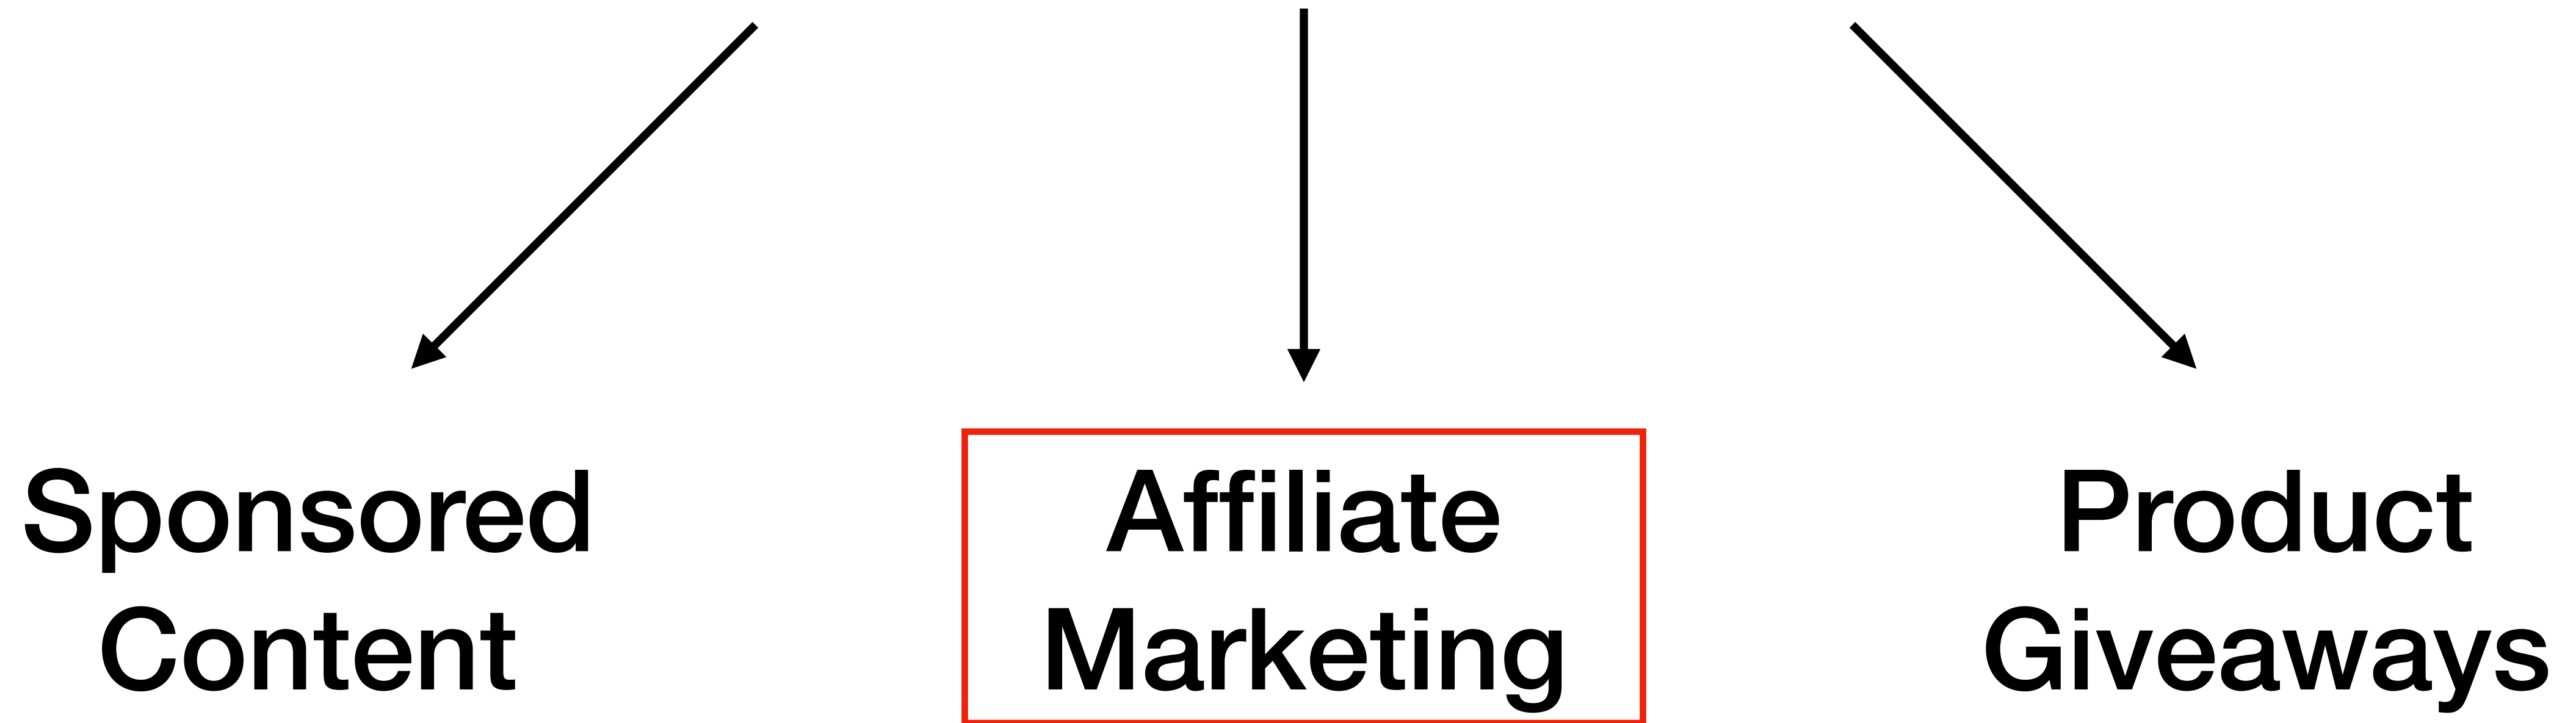 Sponsored
Content
Affiliate
Marketing
Product
Giveaways